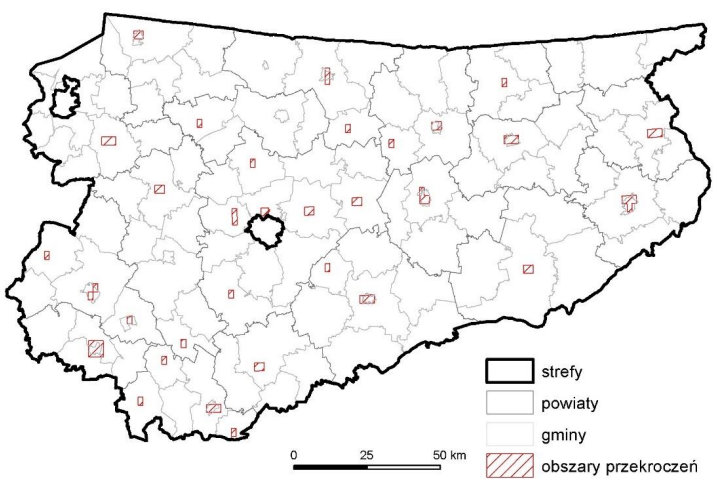 strefy
powiaty
gminy
obszary przekroczeń
0 25 50 km